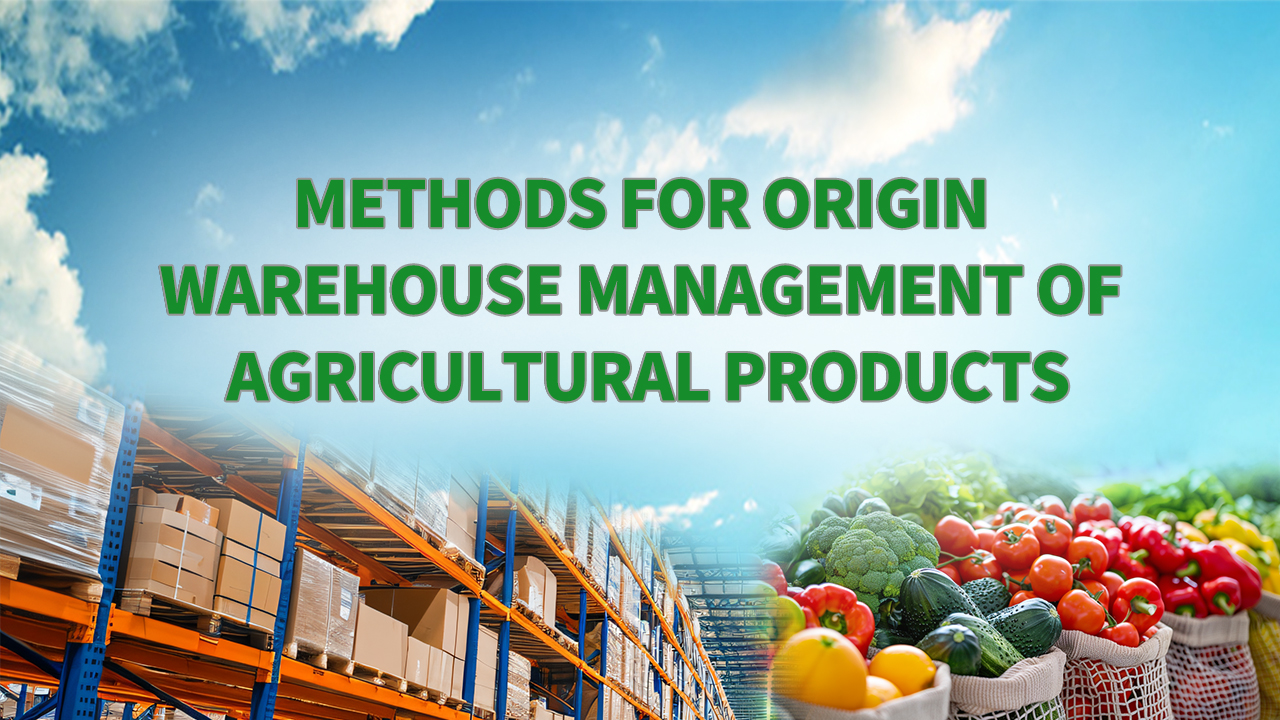 METHODS FOR ORIGIN
WAREHOUSE MANAGEMENT OF
AGRICULTURAL PRODUCTS